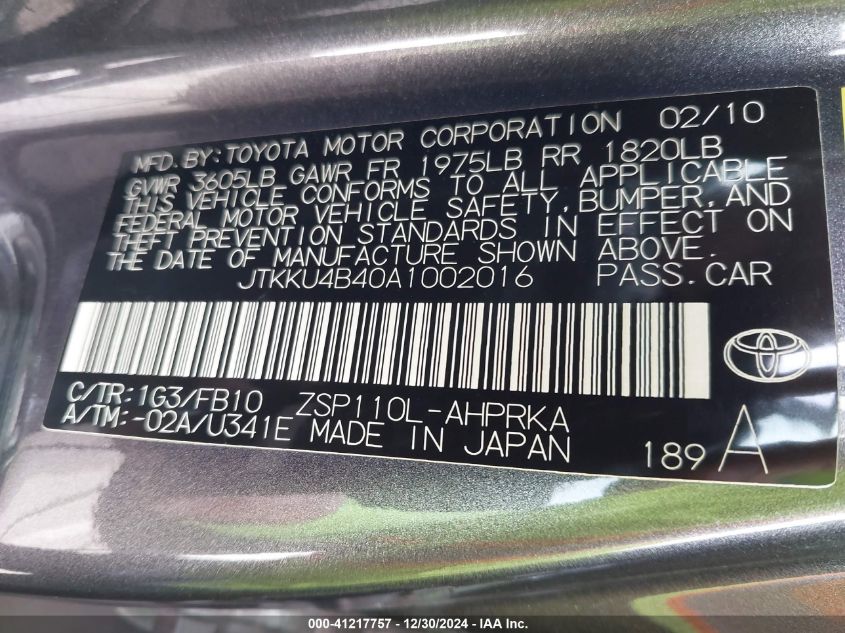 MFD.BY:TOYOTA MOTOR CORPORATION 02/10
GVWR 3605LB GAWR FR 1975LB RR 1820LB
THIS VEHICLE CONFORMS TO ALL APPLICABLE
FEDERAL MOTOR VEHICLE SAFETY,BUMPER,AND
THEFT PREVENTION STANDARDS IN EFFECT ON
THE DATE OF MANUFACTURE SHOWN ABOVE.
JTKKU4B40A1002016 PASS.CAR
C/TR:1G3/FB10 ZSP110L-AHPRKA
A/TM:-02A/U341E MADE IN JAPAN 189 A
000-41217757 - 12/30/2024 - IAA Inc.